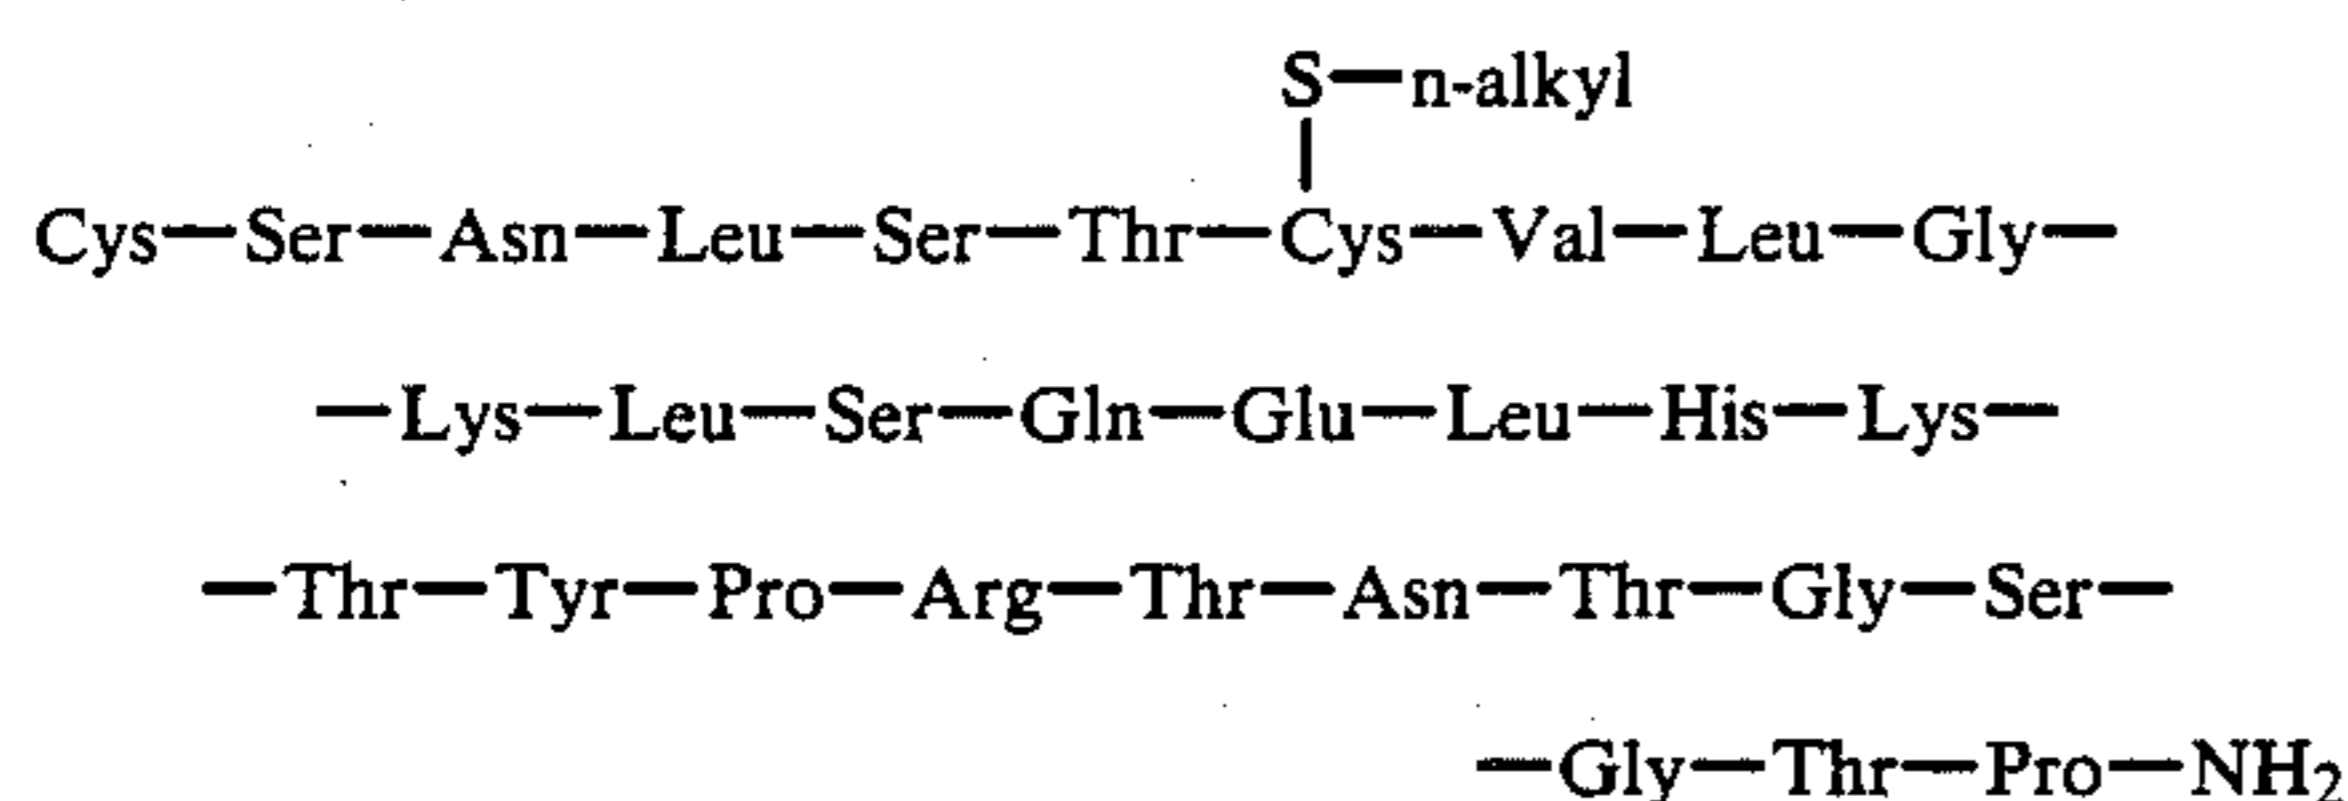 S—n-alkyl
Cys—Ser—Asn—Leu—Ser—Thr—Cys—Val—Leu—Gly—
—Lys—Leu—Ser—Gln—Glu—Leu—His—Lys—
—Thr—Tyr—Pro—Arg—Thr—Asn—Thr—Gly—Ser—
—Gly—Thr—Pro—NH₂